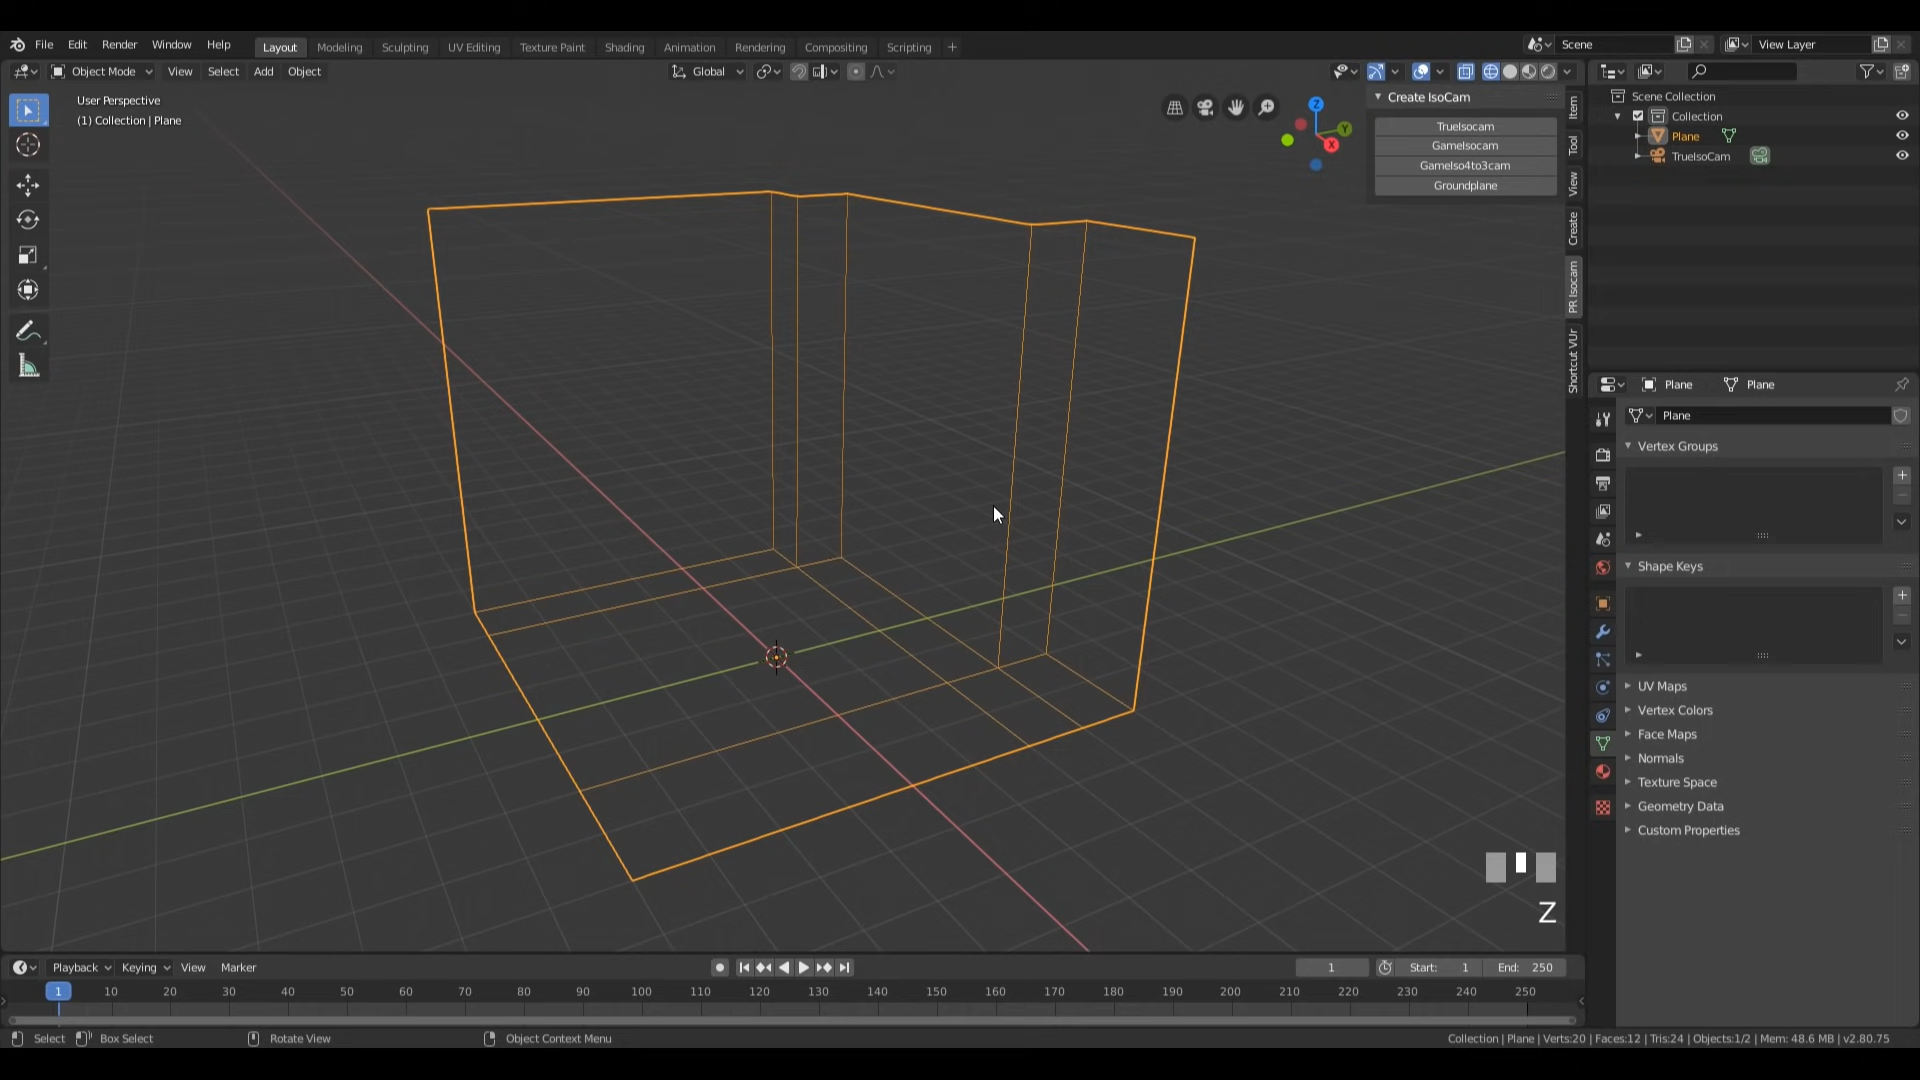 File Edit Render Window Help Layout Modeling Sculpting UV Editing Texture Paint Shading Animation Rendering Compositing Scripting + Scene View Layer
Object Mode View Select Add Object Global
User Perspective
(1) Collection | Plane
Z
Y
X
Create IsoCam
TrueIsocam
GameIsocam
GameIso4to3cam
Groundplane
Item
Tool
View
Create
PR Isocam
Shortcut VUr
Scene Collection
Collection
Plane
TrueIsoCam
Plane Plane
Plane
Vertex Groups
Shape Keys
UV Maps
Vertex Colors
Face Maps
Normals
Texture Space
Geometry Data
Custom Properties
Z
Playback Keying View Marker 1 Start: 1 End: 250
1 10 20 30 40 50 60 70 80 90 100 110 120 130 140 150 160 170 180 190 200 210 220 230 240 250
Select Box Select Rotate View Object Context Menu Collection | Plane | Verts:20 | Faces:12 | Tris:24 | Objects:1/2 | Mem: 48.6 MB | v2.80.75